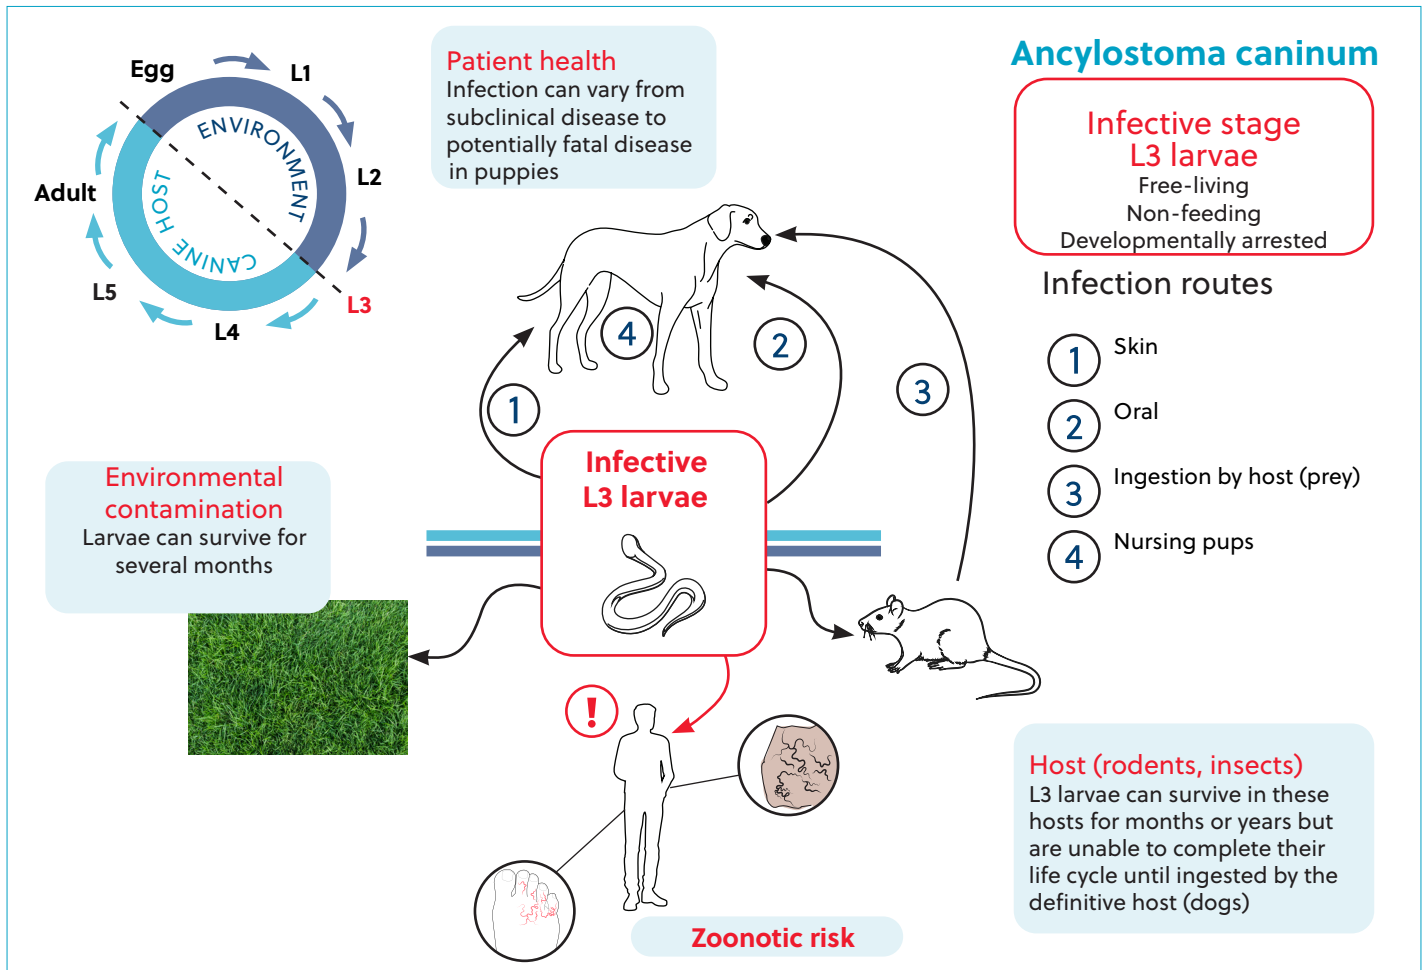 Egg
L1
L2
L3
L4
L5
Adult
ENVIRONMENT
CANINE HOST
Patient health
Infection can vary from
subclinical disease to
potentially fatal disease
in puppies
Ancylostoma caninum
Infective stage
L3 larvae
Free-living
Non-feeding
Developmentally arrested
Infection routes
1 Skin
2 Oral
3 Ingestion by host (prey)
4 Nursing pups
4
2
1
3
Infective
L3 larvae
Environmental
contamination
Larvae can survive for
several months
!
Zoonotic risk
Host (rodents, insects)
L3 larvae can survive in these
hosts for months or years but
are unable to complete their
life cycle until ingested by the
definitive host (dogs)